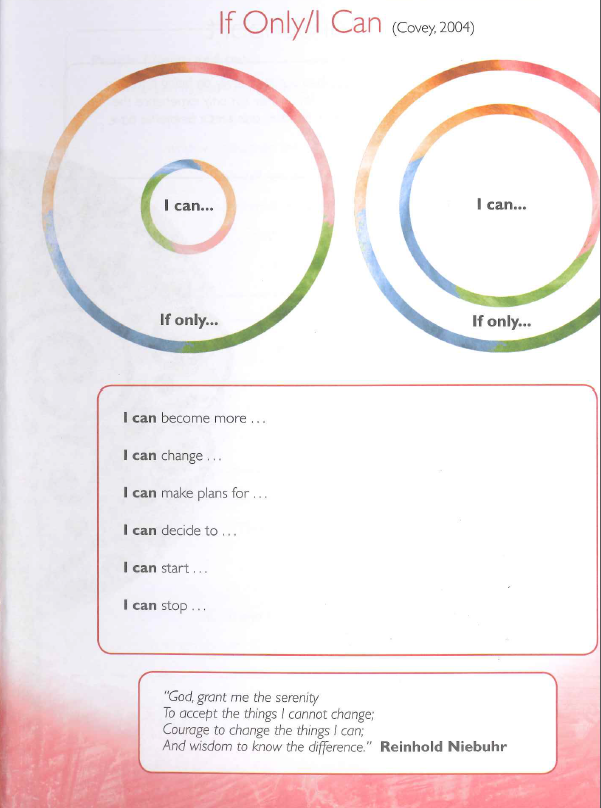 If Only/I Can (Covey, 2004)
I can...
If only...
I can...
If only...
I can become more ...
I can change ...
I can make plans for ...
I can decide to ...
I can start ...
I can stop ...
"God, grant me the serenity
To accept the things I cannot change;
Courage to change the things I can;
And wisdom to know the difference." Reinhold Niebuhr